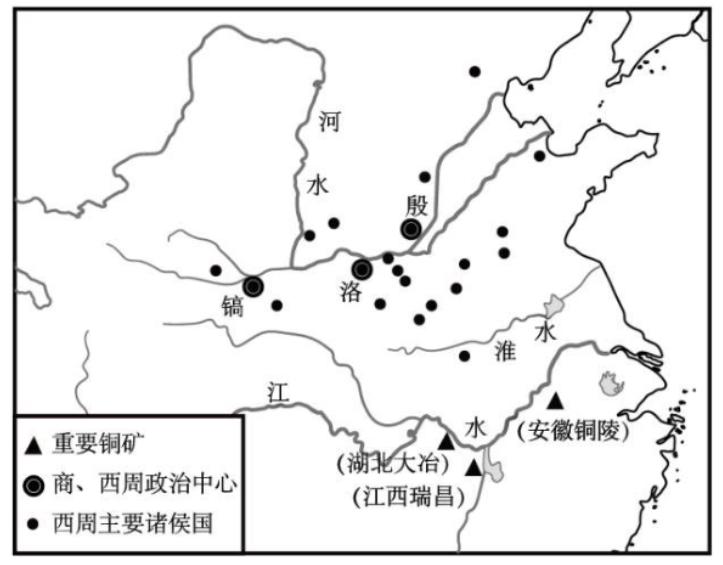 河
水
殷
镐
洛
淮
水
江
水
(安徽铜陵)
(湖北大冶)
(江西瑞昌)
重要铜矿
商、西周政治中心
西周主要诸侯国